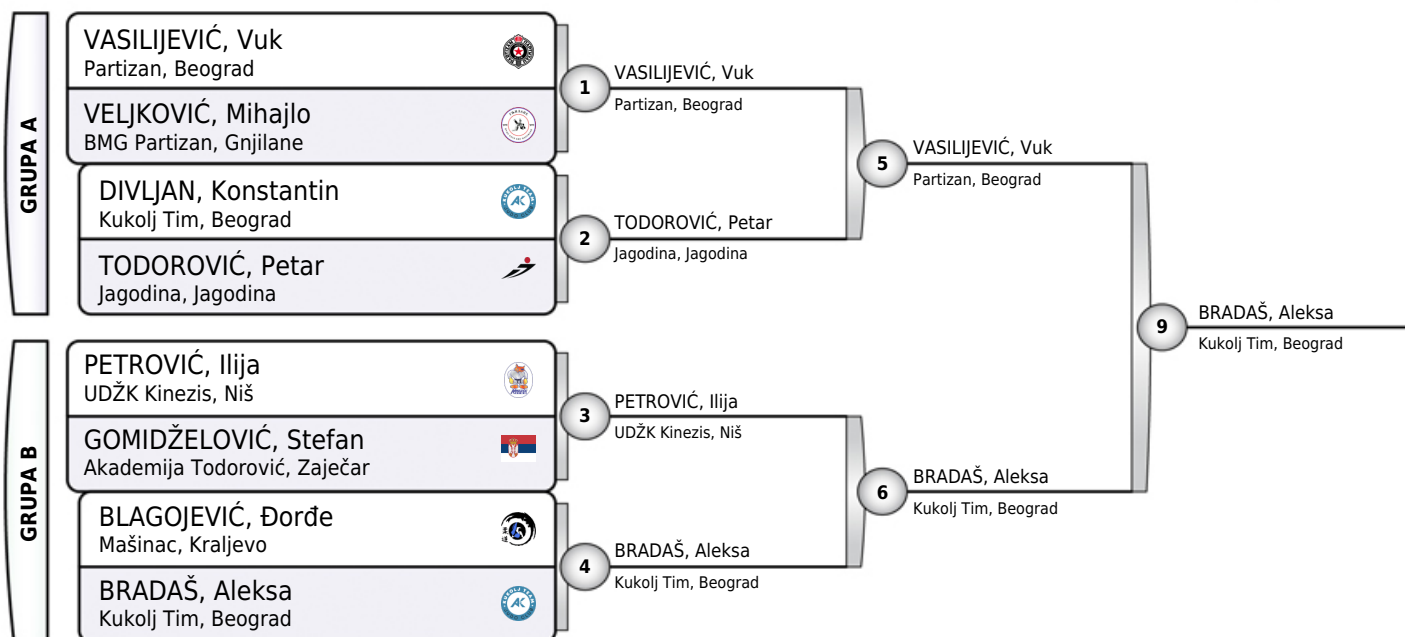 GRUPA A
VASILIJEVIĆ, Vuk
Partizan, Beograd
VELJKOVIĆ, Mihajlo
BMG Partizan, Gnjilane
DIVLJAN, Konstantin
Kukolj Tim, Beograd
TODOROVIĆ, Petar
Jagodina, Jagodina
GRUPA B
PETROVIĆ, Ilija
UDŽK Kinezis, Niš
GOMIDŽELOVIĆ, Stefan
Akademija Todorović, Zaječar
BLAGOJEVIĆ, Đorđe
Mašinac, Kraljevo
BRADAŠ, Aleksa
Kukolj Tim, Beograd
1
VASILIJEVIĆ, Vuk
Partizan, Beograd
2
TODOROVIĆ, Petar
Jagodina, Jagodina
3
PETROVIĆ, Ilija
UDŽK Kinezis, Niš
4
BRADAŠ, Aleksa
Kukolj Tim, Beograd
5
VASILIJEVIĆ, Vuk
Partizan, Beograd
6
BRADAŠ, Aleksa
Kukolj Tim, Beograd
9
BRADAŠ, Aleksa
Kukolj Tim, Beograd